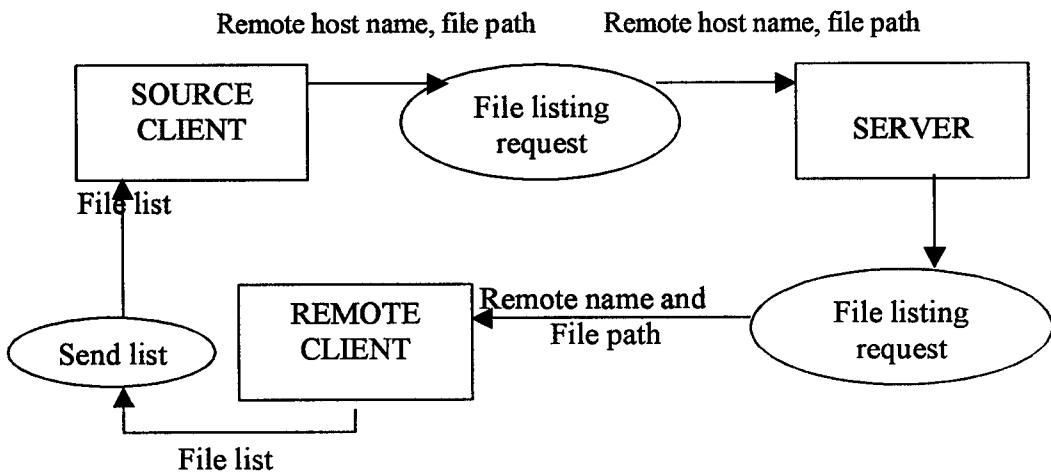 Remote host name, file path
Remote host name, file path
SOURCE
CLIENT
File listing
request
SERVER
File list
REMOTE
CLIENT
Remote name and
File path
File listing
request
Send list
File list